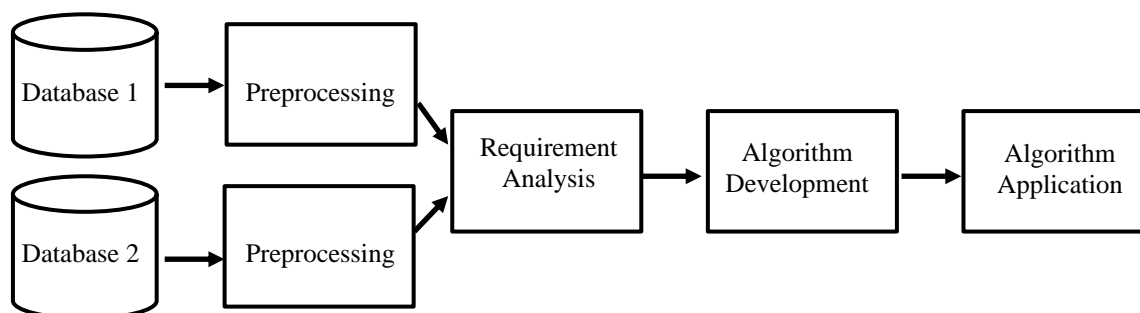 Database 1
Preprocessing
Requirement
Analysis
Algorithm
Development
Algorithm
Application
Database 2
Preprocessing